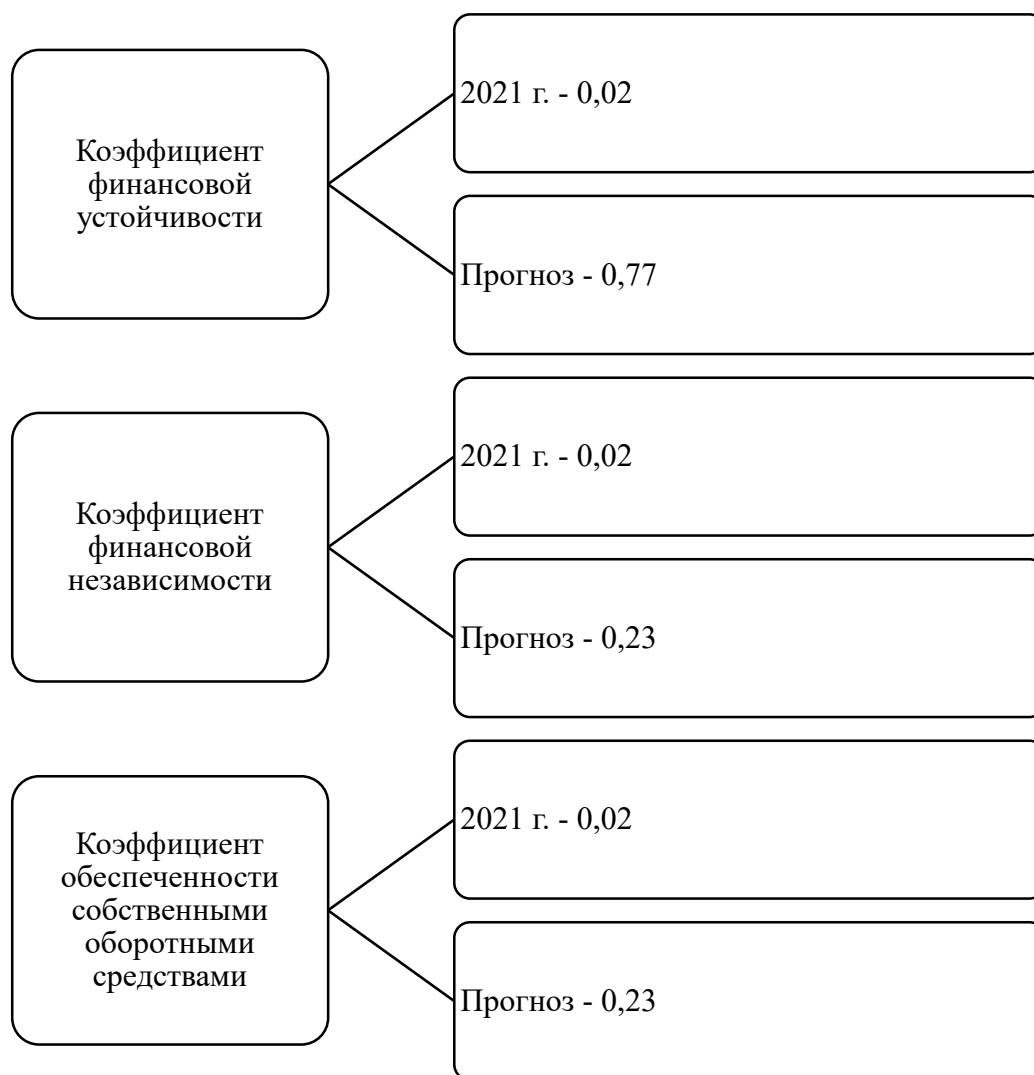 Коэффициент
финансовой
устойчивости
2021 г. - 0,02
Прогноз - 0,77
Коэффициент
финансовой
независимости
2021 г. - 0,02
Прогноз - 0,23
Коэффициент
обеспеченности
собственными
оборотными
средствами
2021 г. - 0,02
Прогноз - 0,23